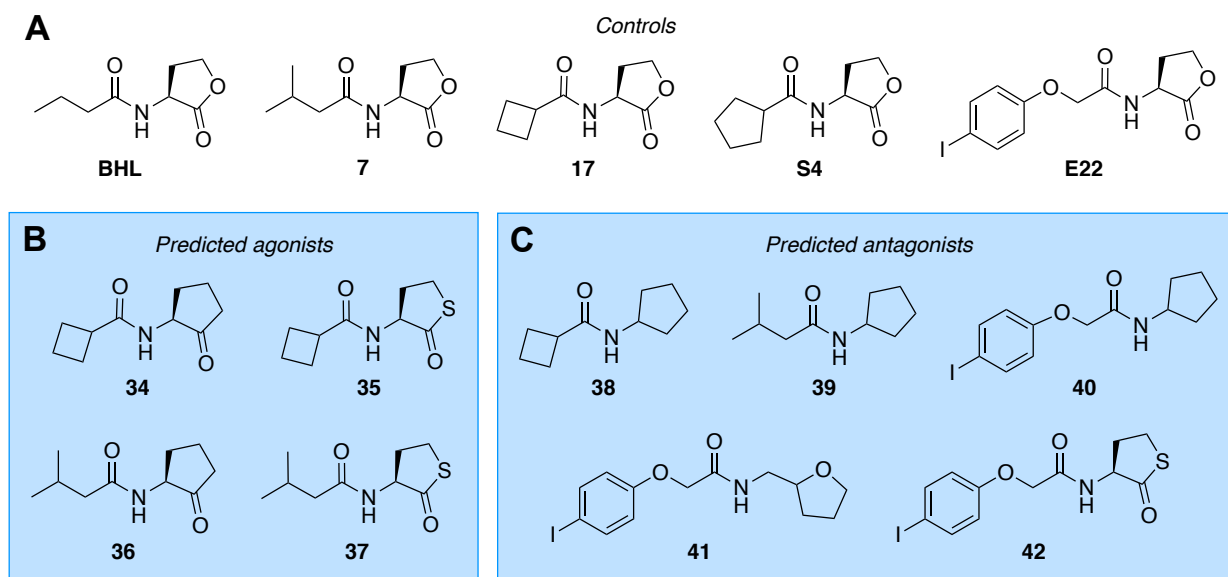 A
Controls
O
O
N
H
O
O
O
N
H
O
O
O
N
H
O
O
O
N
H
O
I
O
O
O
N
H
O
BHL
7
17
S4
E22
B
Predicted agonists
O
N
H
O
O
S
N
H
O
34
35
O
N
H
O
O
S
N
H
O
36
37
C
Predicted antagonists
O
N
H
O
N
H
I
O
O
N
H
38
39
40
I
O
O
N
H
O
I
O
O
N
H
S
O
41
42